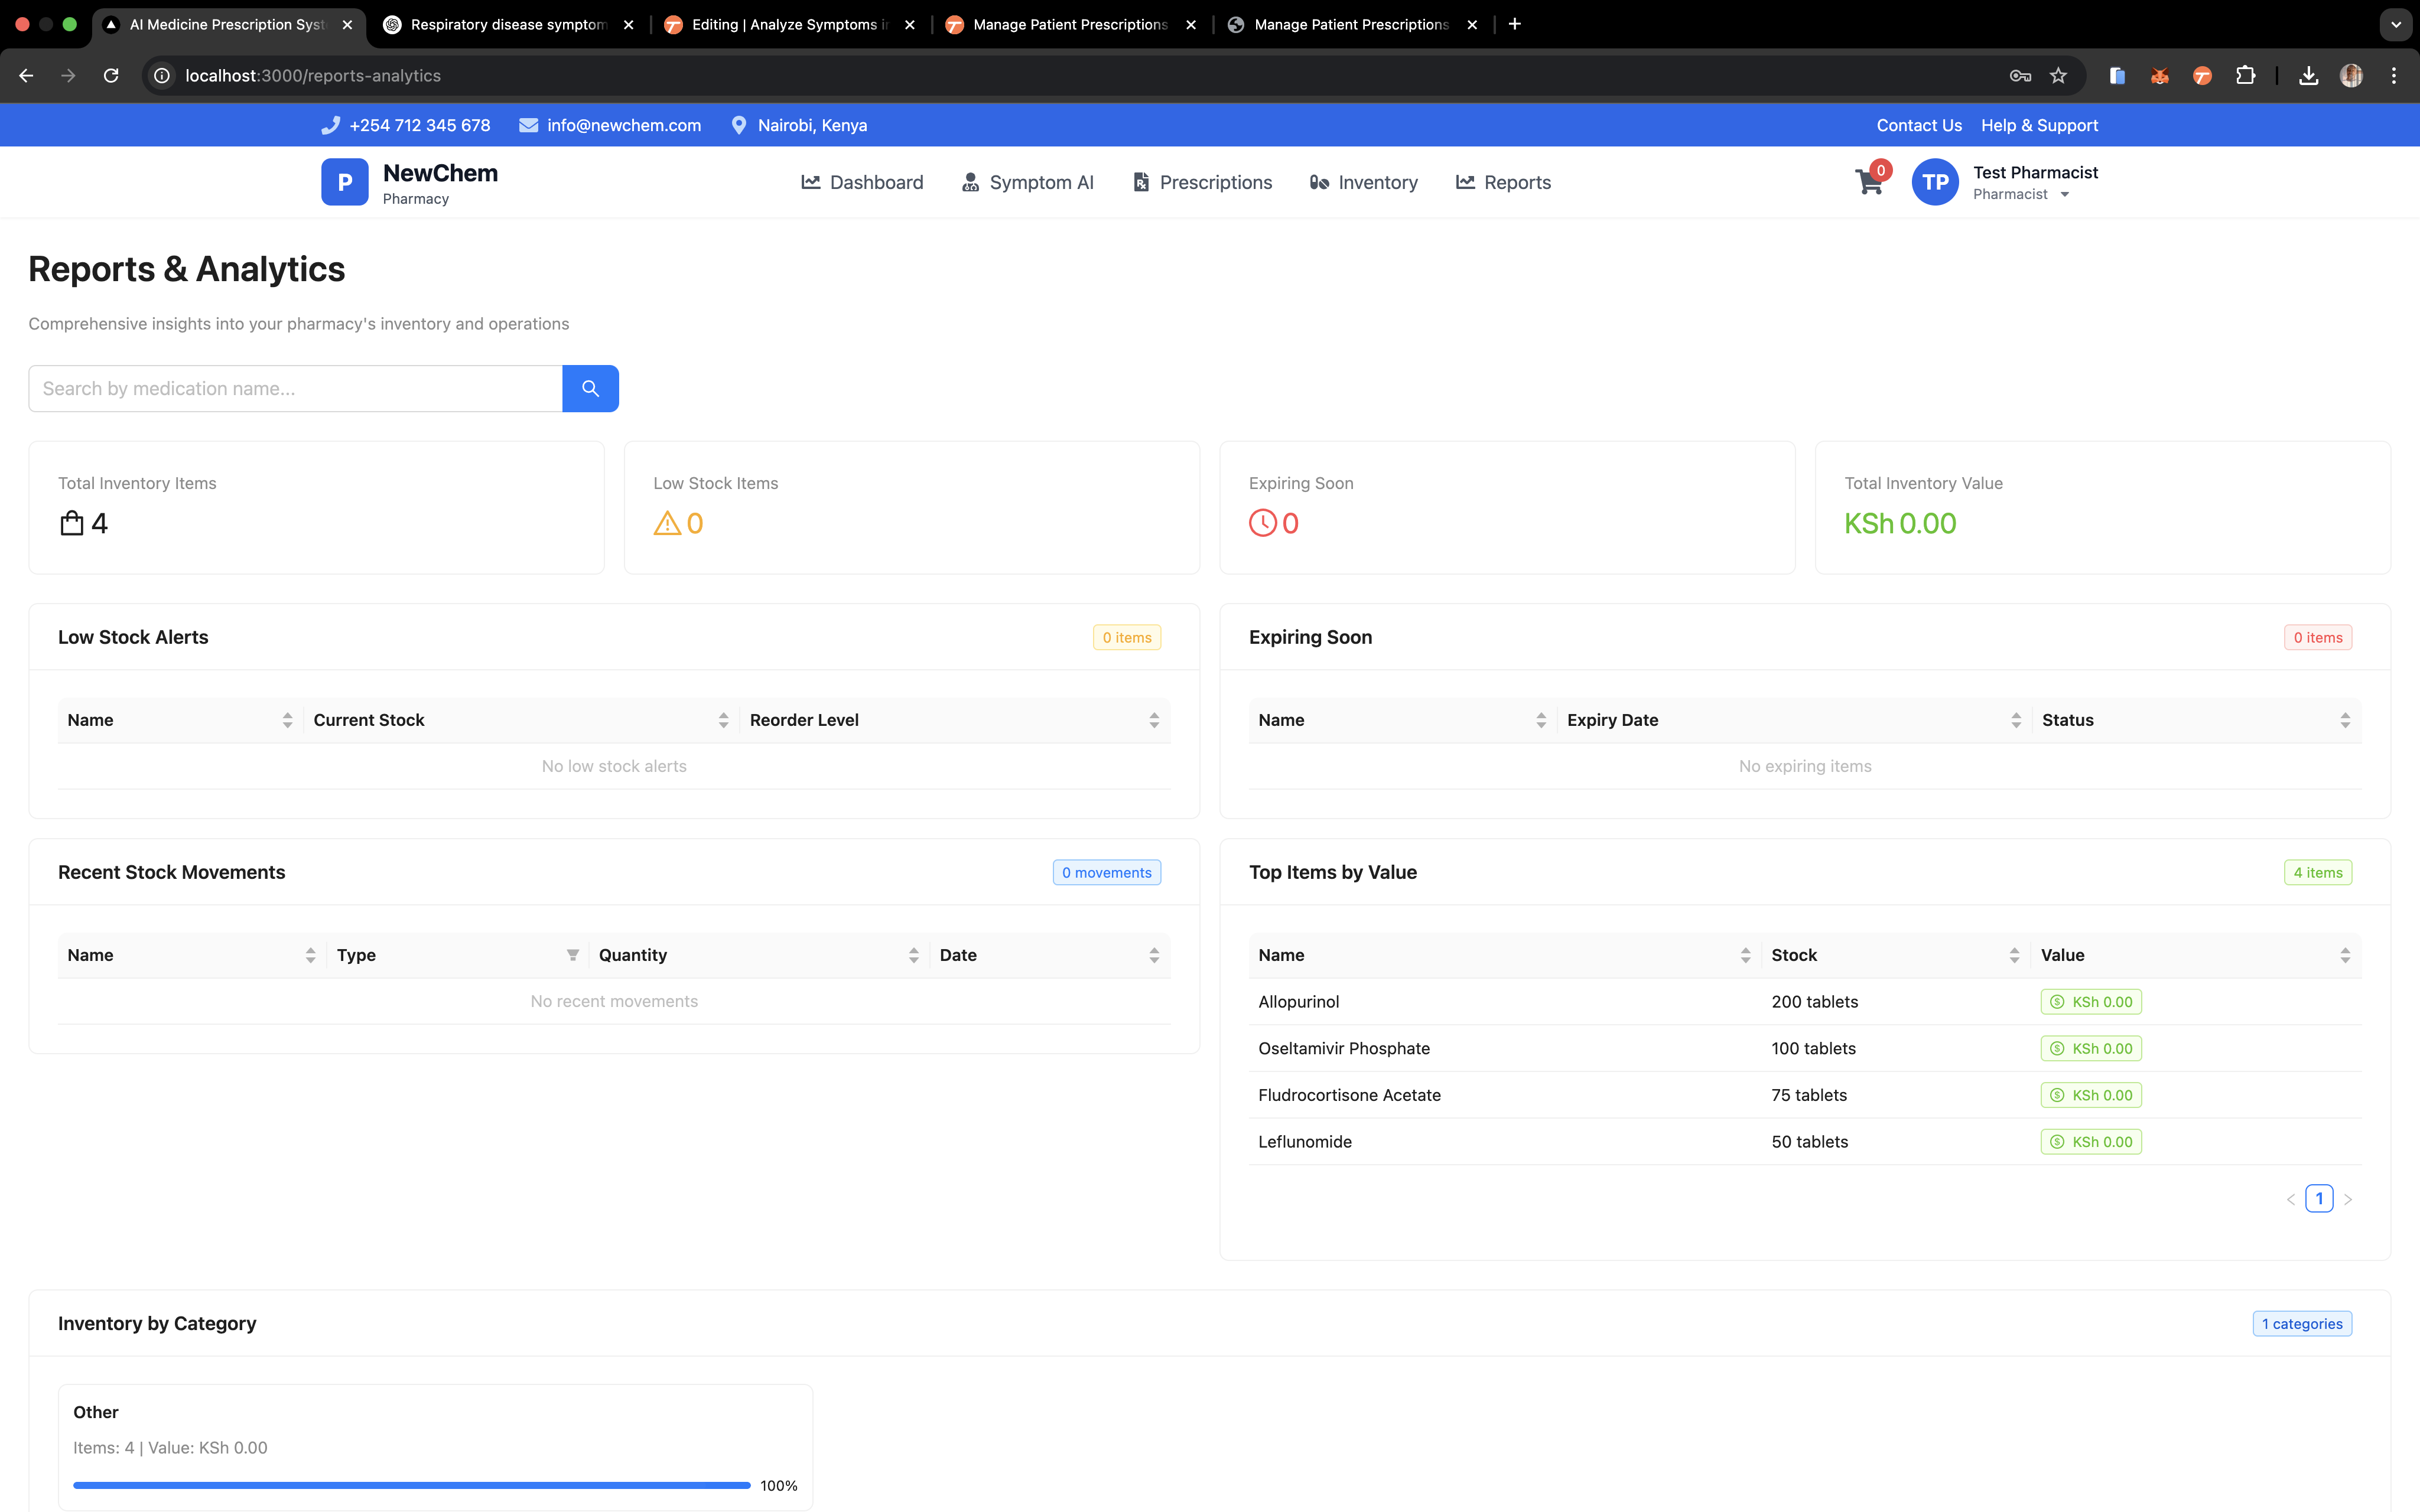 AI Medicine Prescription Syst
Respiratory disease symptom
Editing | Analyze Symptoms i
Manage Patient Prescriptions
Manage Patient Prescriptions
localhost:3000/reports-analytics
+254 712 345 678
info@newchem.com
Nairobi, Kenya
Contact Us
Help & Support
P
NewChem
Pharmacy
Dashboard
Symptom AI
Prescriptions
Inventory
Reports
0
TP
Test Pharmacist
Pharmacist
Reports & Analytics
Comprehensive insights into your pharmacy's inventory and operations
Search by medication name...
Total Inventory Items
4
Low Stock Items
0
Expiring Soon
0
Total Inventory Value
KSh 0.00
Low Stock Alerts
0 items
Name Current Stock Reorder Level
No low stock alerts
Expiring Soon
0 items
Name Expiry Date Status
No expiring items
Recent Stock Movements
0 movements
Name Type Quantity Date
No recent movements
Top Items by Value
4 items
Name Stock Value
Allopurinol 200 tablets KSh 0.00
Oseltamivir Phosphate 100 tablets KSh 0.00
Fludrocortisone Acetate 75 tablets KSh 0.00
Leflunomide 50 tablets KSh 0.00
1
Inventory by Category
1 categories
Other
Items: 4 | Value: KSh 0.00
100%